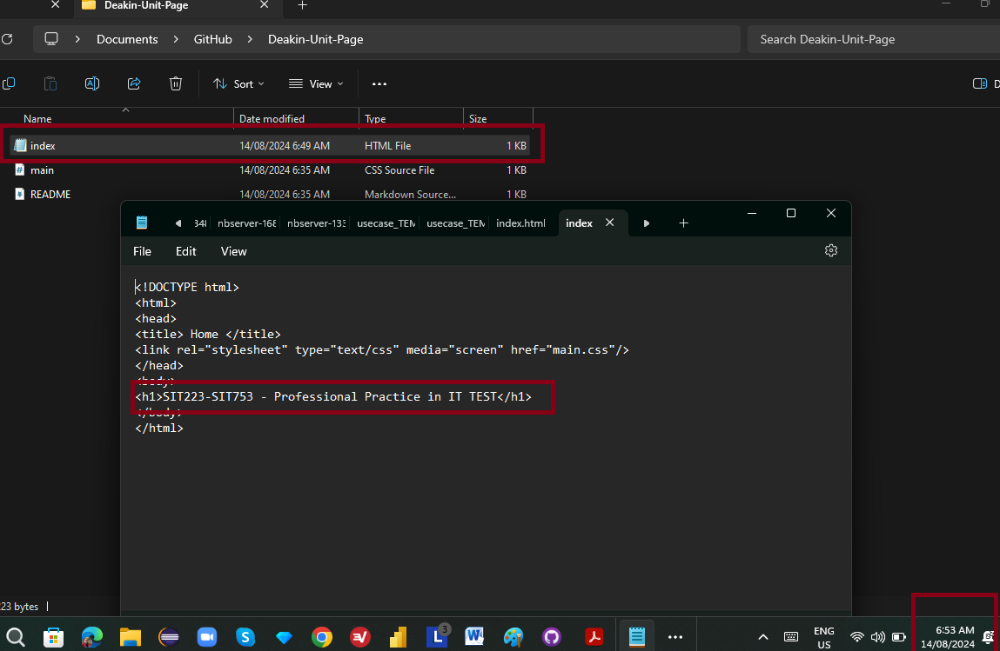 Deakin-Unit-Page
Documents > GitHub > Deakin-Unit-Page
Search Deakin-Unit-Page
Sort View ••• D
Name Date modified Type Size
index 14/08/2024 6:49 AM HTML File 1 KB
main 14/08/2024 6:35 AM CSS Source File 1 KB
README 14/08/2024 6:35 AM Markdown Source... 1 KB
348 nbserver-168 nbserver-133 usecase_TEM usecase_TEM index.html index
File Edit View
<!DOCTYPE html>
<html>
<head>
<title> Home </title>
<link rel="stylesheet" type="text/css" media="screen" href="main.css"/>
</head>
<body>
<h1>SIT223-SIT753 - Professional Practice in IT TEST</h1>
</body>
</html>
23 bytes
3
ENG
US
6:53 AM
14/08/2024